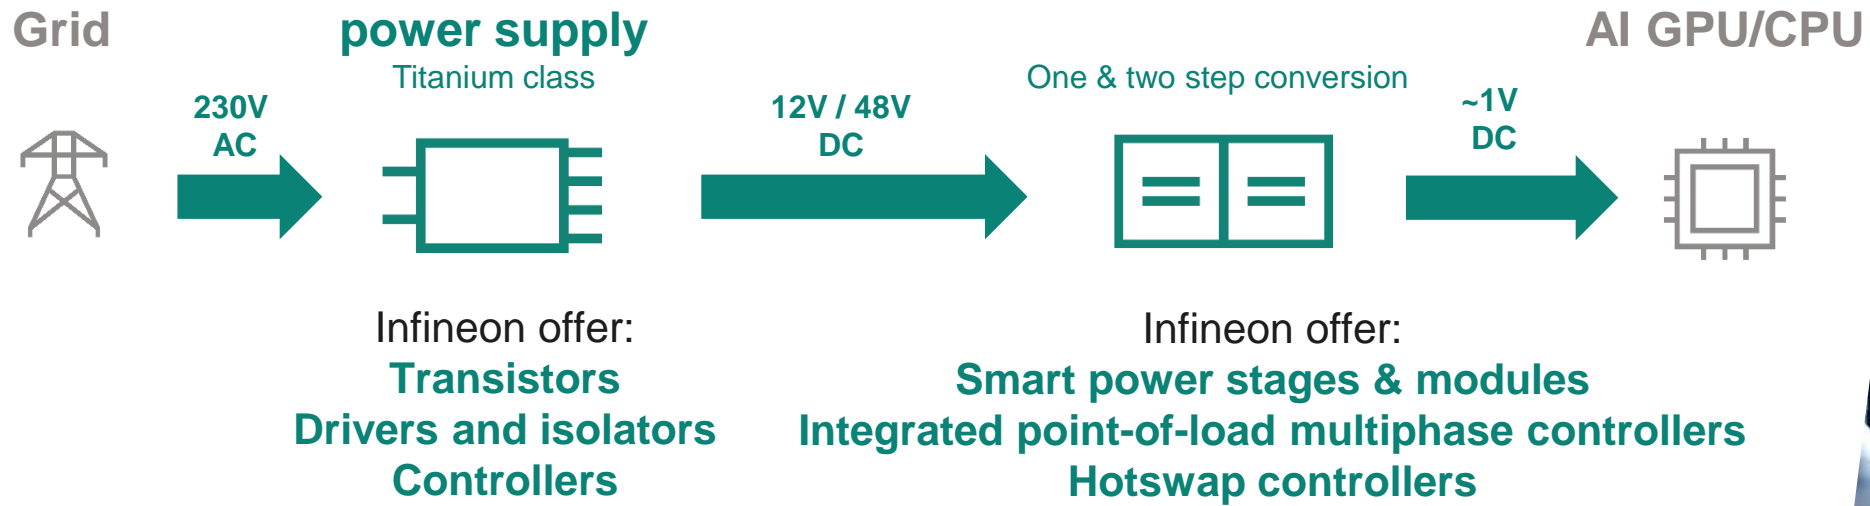 Grid
power supply
AI GPU/CPU
Titanium class
One & two step conversion
230V
AC
12V / 48V
DC
~1V
DC
Infineon offer:
Transistors
Drivers and isolators
Controllers
Infineon offer:
Smart power stages & modules
Integrated point-of-load multiphase controllers
Hotswap controllers